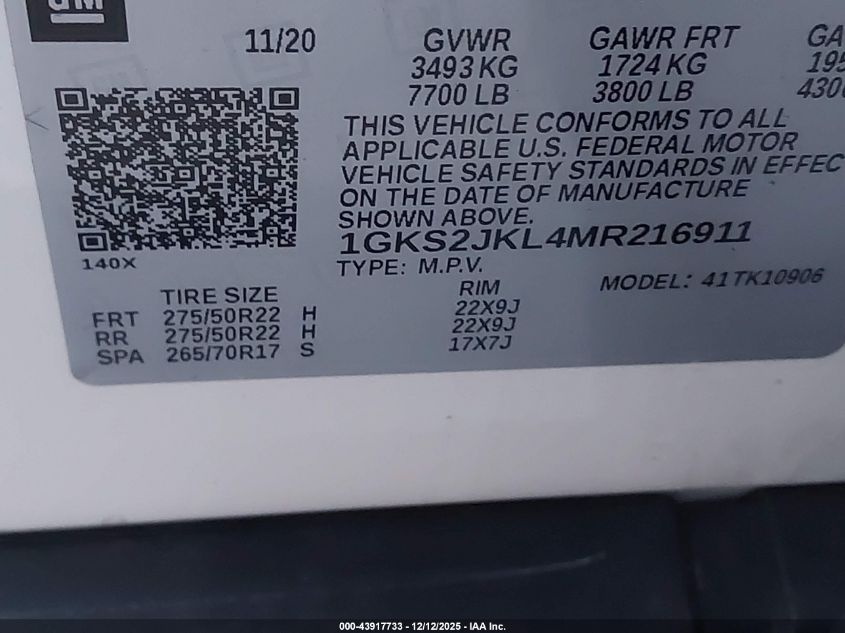 GM
11/20 GVWR GAWR FRT GA
3493 KG 1724 KG 195
7700 LB 3800 LB 430
THIS VEHICLE CONFORMS TO ALL
APPLICABLE U.S. FEDERAL MOTOR
VEHICLE SAFETY STANDARDS IN EFFEC
ON THE DATE OF MANUFACTURE
SHOWN ABOVE.
1GKS2JKL4MR216911
140X
TYPE: M.P.V. MODEL: 41TK10906
TIRE SIZE RIM
FRT 275/50R22 H 22X9J
RR 275/50R22 H 22X9J
SPA 265/70R17 S 17X7J
000-43917733 - 12/12/2025 - IAA Inc.